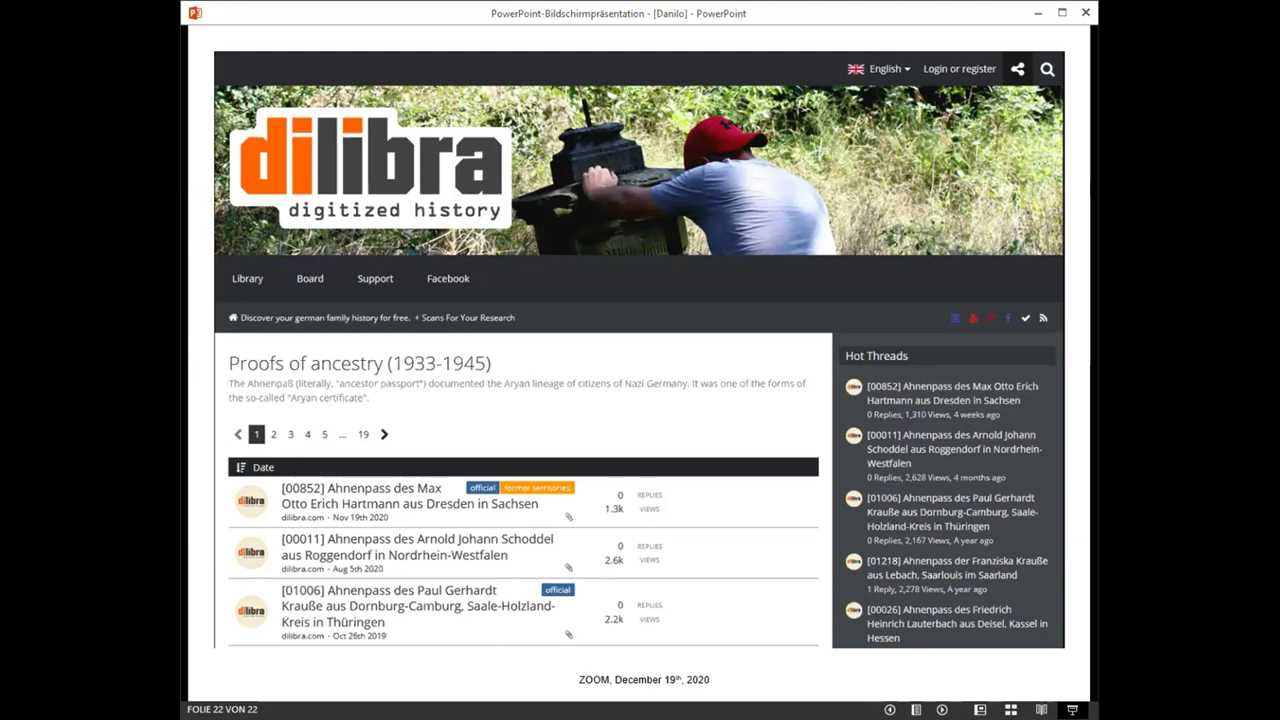 PowerPoint-Bildschirmpräsentation - [Danilo] - PowerPoint
English
Login or register
dilibra
digitized history
Library
Board
Support
Facebook
Discover your german family history for free. + Scans For Your Research
Proofs of ancestry (1933-1945)
The Ahnenpaß (literally, "ancestor passport") documented the Aryan lineage of citizens of Nazi Germany. It was one of the forms of
the so-called "Aryan certificate".
1 2 3 4 5 ... 19
Date
[00852] Ahnenpass des Max
Otto Erich Hartmann aus Dresden in Sachsen
official
former territories
dilibra.com · Nov 19th 2020
0 REPLIES
1.3k VIEWS
[00011] Ahnenpass des Arnold Johann Schoddel
aus Roggendorf in Nordrhein-Westfalen
dilibra.com · Aug 5th 2020
0 REPLIES
2.6k VIEWS
[01006] Ahnenpass des Paul Gerhardt
Krauße aus Dornburg-Camburg, Saale-Holzland-
Kreis in Thüringen
official
dilibra.com · Oct 26th 2019
0 REPLIES
2.2k VIEWS
Hot Threads
[00852] Ahnenpass des Max Otto Erich
Hartmann aus Dresden in Sachsen
0 Replies, 1,310 Views, 4 weeks ago
[00011] Ahnenpass des Arnold Johann
Schoddel aus Roggendorf in Nordrhein-
Westfalen
0 Replies, 2,628 Views, 4 months ago
[01006] Ahnenpass des Paul Gerhardt
Krauße aus Dornburg-Camburg, Saale-
Holzland-Kreis in Thüringen
0 Replies, 2,167 Views, A year ago
[01218] Ahnenpass der Franziska Krauße
aus Lebach, Saarlouis im Saarland
1 Reply, 2,278 Views, A year ago
[00026] Ahnenpass des Friedrich
Heinrich Lauterbach aus Deisel, Kassel in
Hessen
ZOOM, December 19th, 2020
FOLIE 22 VON 22